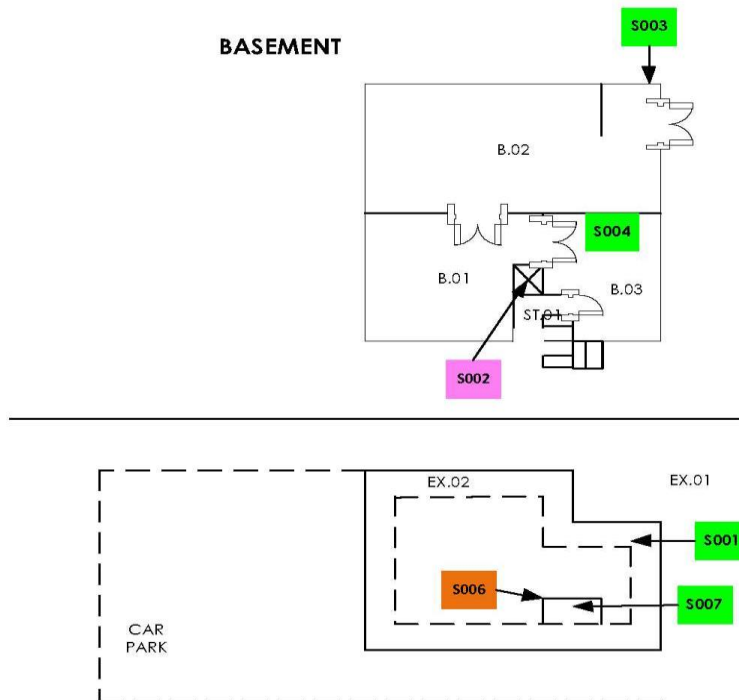 S003
BASEMENT
B.02
S004
B.01
B.03
ST.01
S002
EX.02
EX.01
S001
S006
S007
CAR
PARK